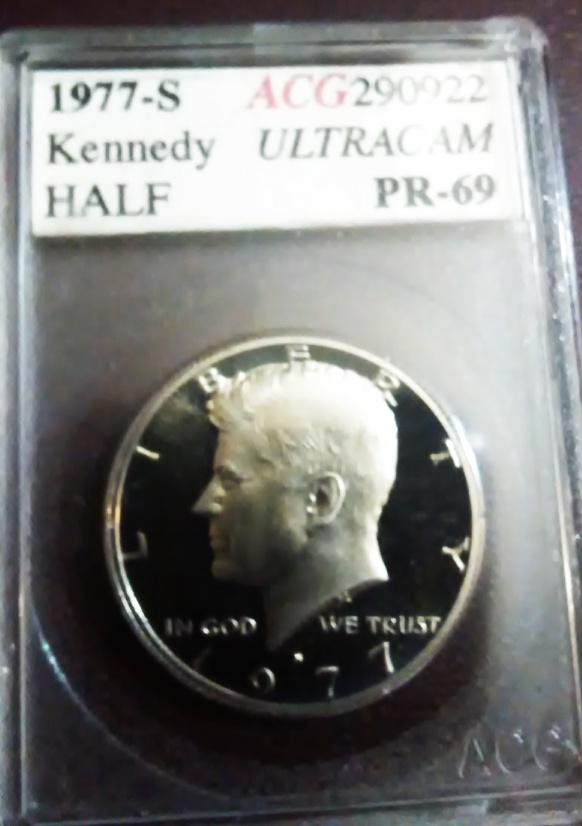 1977-S ACG290922
Kennedy ULTRACAM
HALF PR-69
LIBERTY
IN GOD WE TRUST
1977
ACG